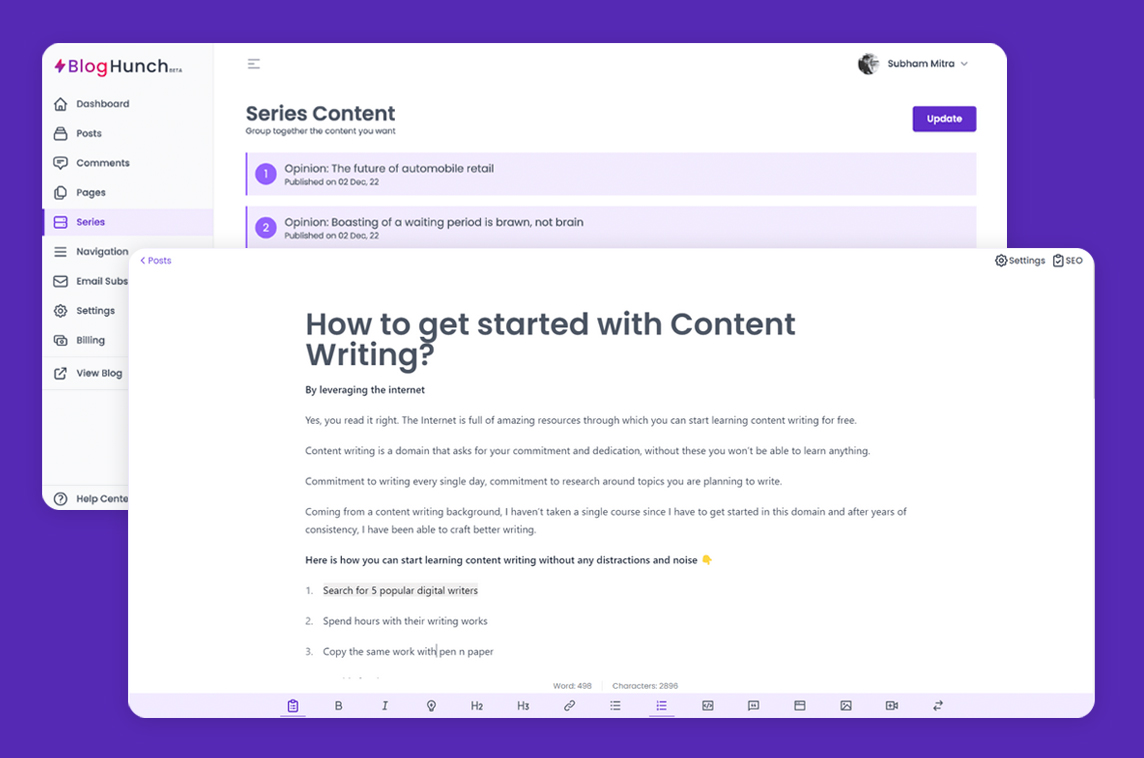 BlogHunch BETA
Subham Mitra
Dashboard
Posts
Comments
Pages
Series
Navigation
Email Subs
Settings
Billing
View Blog
Help Cente
Series Content
Group together the content you want
Update
1
Opinion: The future of automobile retail
Published on 02 Dec, 22
2
Opinion: Boasting of a waiting period is brawn, not brain
Published on 02 Dec, 22
Posts
Settings
SEO
How to get started with Content
Writing?
By leveraging the internet
Yes, you read it right. The Internet is full of amazing resources through which you can start learning content writing for free.
Content writing is a domain that asks for your commitment and dedication, without these you won't be able to learn anything.
Commitment to writing every single day, commitment to research around topics you are planning to write.
Coming from a content writing background, I haven't taken a single course since I have to get started in this domain and after years of
consistency, I have been able to craft better writing.
Here is how you can start learning content writing without any distractions and noise 👇
1. Search for 5 popular digital writers
2. Spend hours with their writing works
3. Copy the same work with pen n paper
Word: 498 Characters: 2896
B I H2 H3